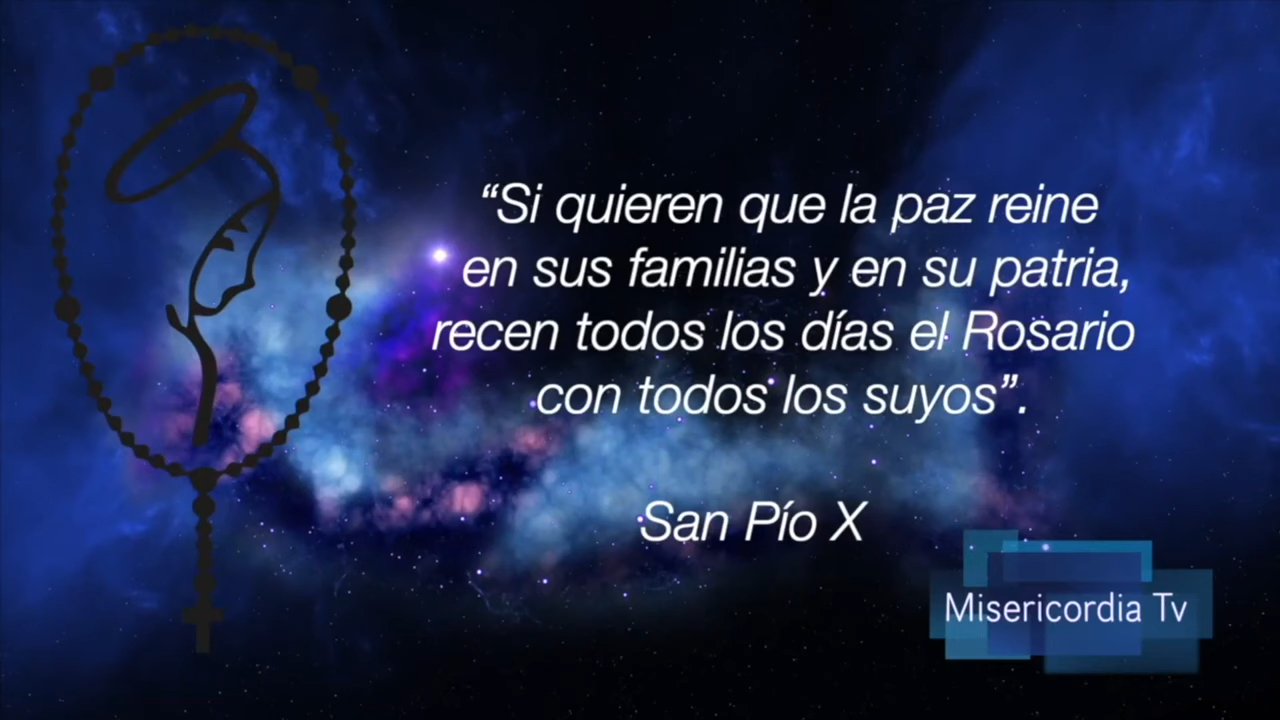 “Si quieren que la paz reine
en sus familias y en su patria,
recen todos los días el Rosario
con todos los suyos”.
San Pío X
Misericordia Tv